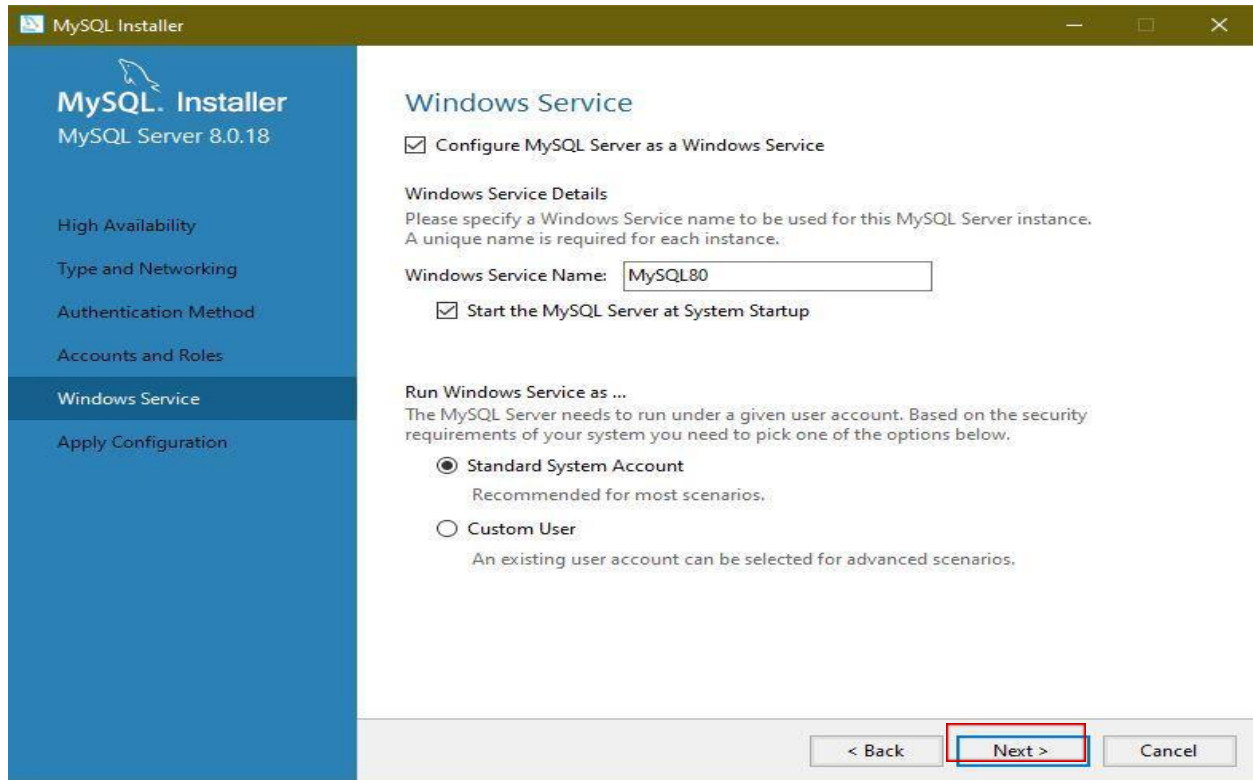 MySQL Installer
MySQL. Installer
MySQL Server 8.0.18
High Availability
Type and Networking
Authentication Method
Accounts and Roles
Windows Service
Apply Configuration
Windows Service
Configure MySQL Server as a Windows Service
Windows Service Details
Please specify a Windows Service name to be used for this MySQL Server instance.
A unique name is required for each instance.
Windows Service Name: MySQL80
Start the MySQL Server at System Startup
Run Windows Service as ...
The MySQL Server needs to run under a given user account. Based on the security
requirements of your system you need to pick one of the options below.
Standard System Account
Recommended for most scenarios.
Custom User
An existing user account can be selected for advanced scenarios.
< Back Next > Cancel